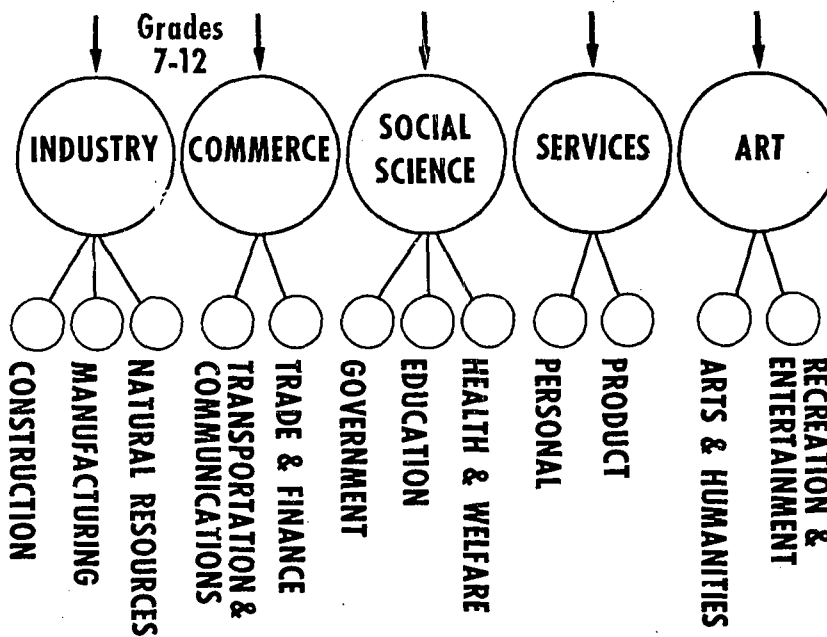 Grades
7-12
INDUSTRY
COMMERCE
SOCIAL
SCIENCE
SERVICES
ART
CONSTRUCTION
MANUFACTURING
NATURAL RESOURCES
TRANSPORTATION &
COMMUNICATIONS
TRADE & FINANCE
GOVERNMENT
EDUCATION
HEALTH & WELFARE
PERSONAL
PRODUCT
ARTS & HUMANITIES
RECREATION &
ENTERTAINMENT